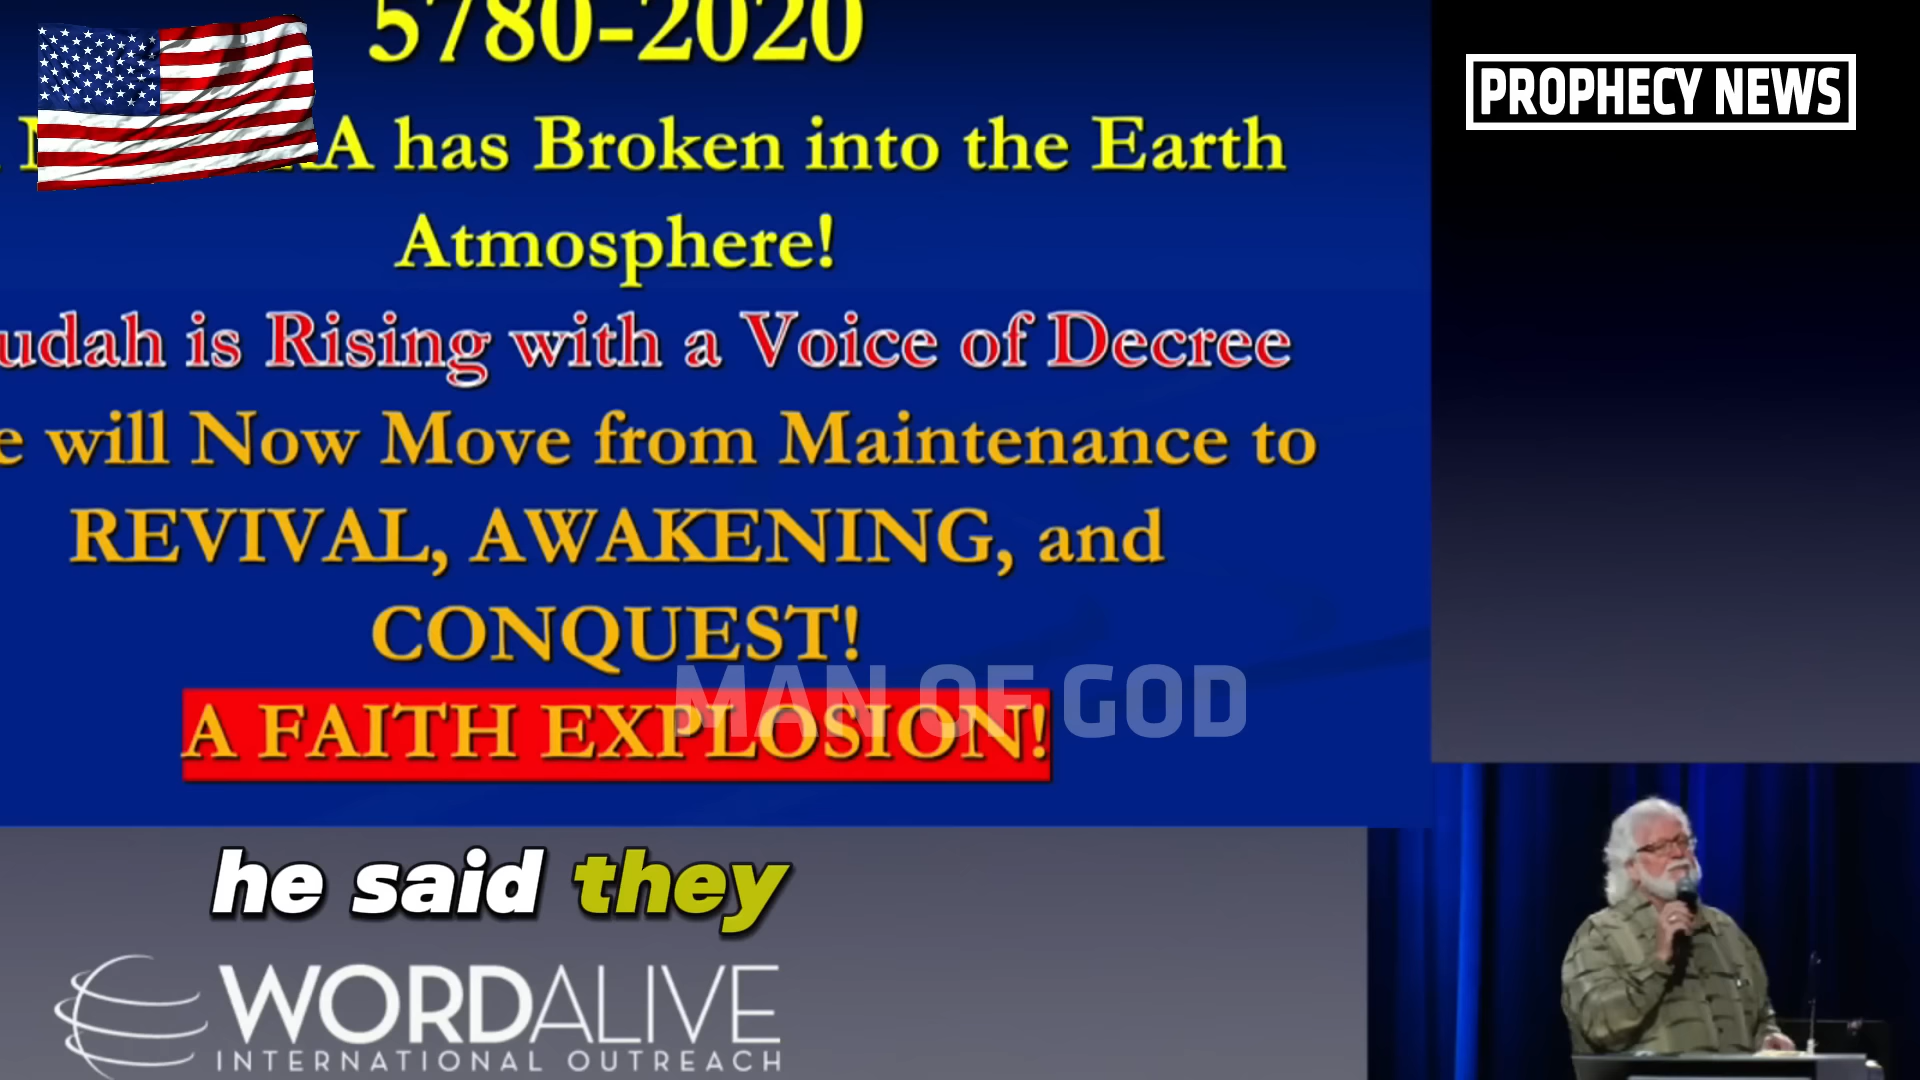 5780-2020
has Broken into the Earth
Atmosphere!
is Rising with a Voice of Decree
will Now Move from Maintenance to
REVIVAL, AWAKENING, and
CONQUEST!
A FAITH EXPLOSION!
MAN OF GOD
PROPHECY NEWS
he said they
WORDALIVE
INTERNATIONAL OUTREACH